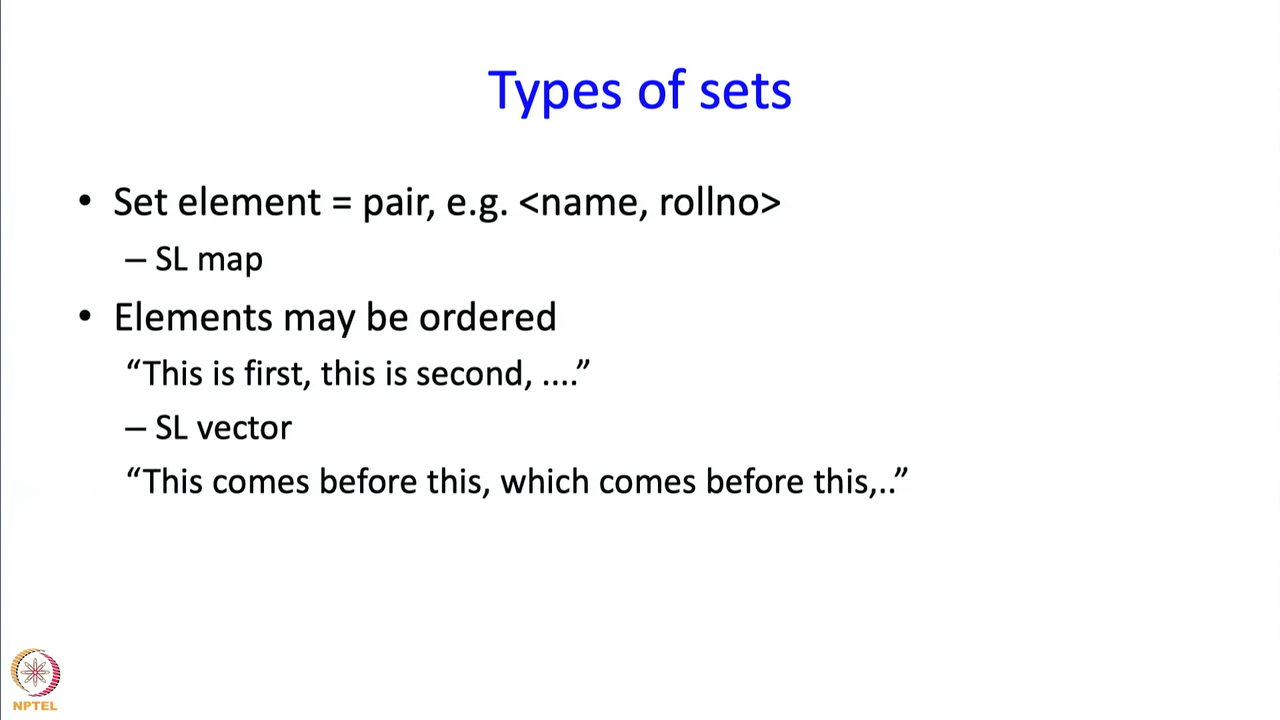 Types of sets
• Set element = pair, e.g. <name, rollno>
– SL map
• Elements may be ordered
“This is first, this is second, ....”
– SL vector
“This comes before this, which comes before this,..”
NPTEL